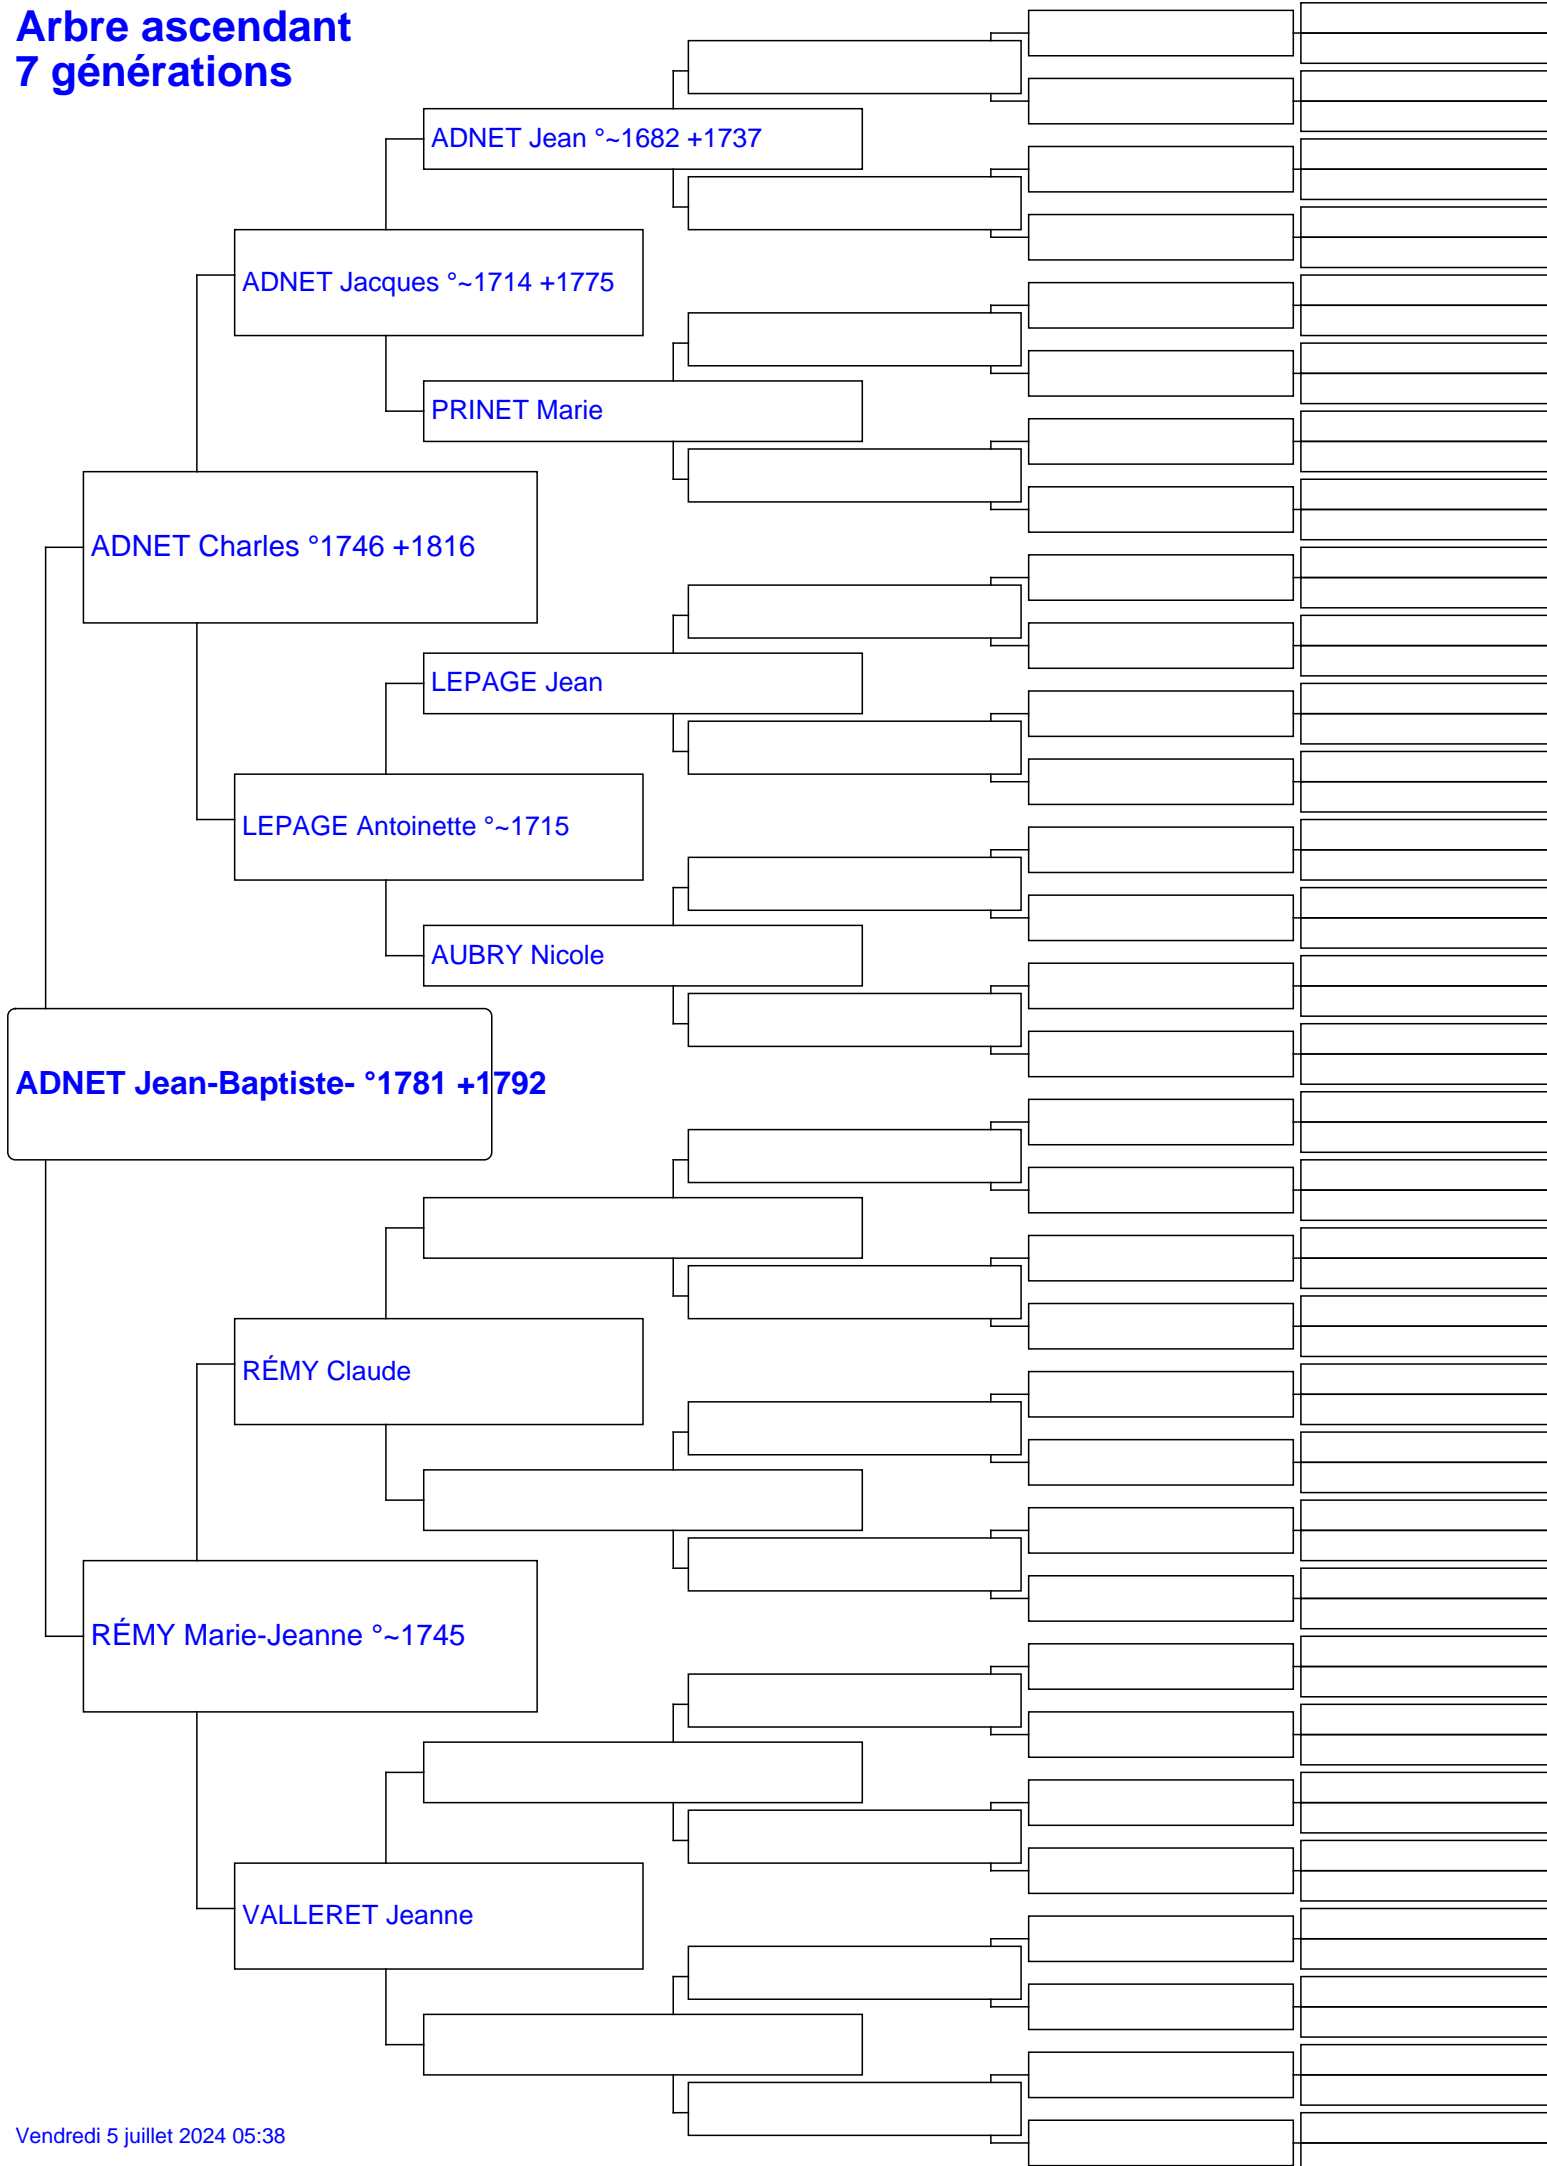 Arbre ascendant
7 générations
ADNET Jean °~1682 +1737
ADNET Jacques °~1714 +1775
PRINET Marie
ADNET Charles °1746 +1816
LEPAGE Jean
LEPAGE Antoinette °~1715
AUBRY Nicole
ADNET Jean-Baptiste- °1781 +1792
RÉMY Claude
RÉMY Marie-Jeanne °~1745
VALLERET Jeanne
Vendredi 5 juillet 2024 05:38